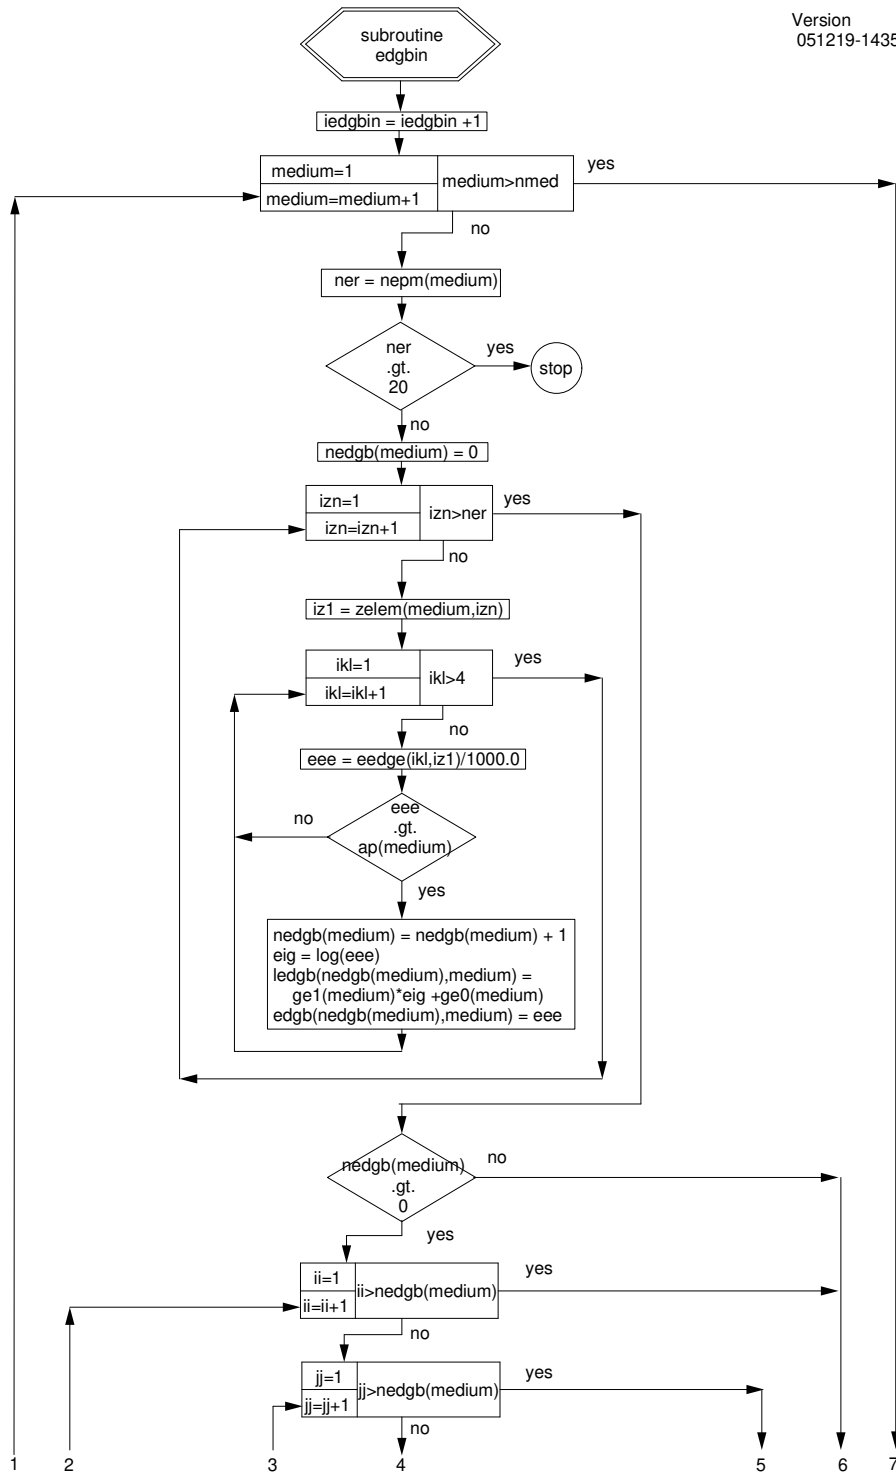 subroutine
edgbin
Version
051219-1435
iedgbin = iedgbin +1
medium=1
medium=medium+1
medium>nmed
yes
no
ner = nepm(medium)
ner
.gt.
20
yes
stop
no
nedgb(medium) = 0
izn=1
izn=izn+1
izn>ner
yes
no
iz1 = zelem(medium,izn)
ikl=1
ikl=ikl+1
ikl>4
yes
no
eee = eedge(ikl,iz1)/1000.0
eee
.gt.
ap(medium)
no
yes
nedgb(medium) = nedgb(medium) + 1
eig = log(eee)
ledgb(nedgb(medium),medium) =
ge1(medium)*eig +ge0(medium)
edgb(nedgb(medium),medium) = eee
nedgb(medium)
.gt.
0
no
yes
ii=1
ii=ii+1
ii>nedgb(medium)
yes
no
jj=1
jj=jj+1
jj>nedgb(medium)
yes
no
1 2 3 4 5 6 7